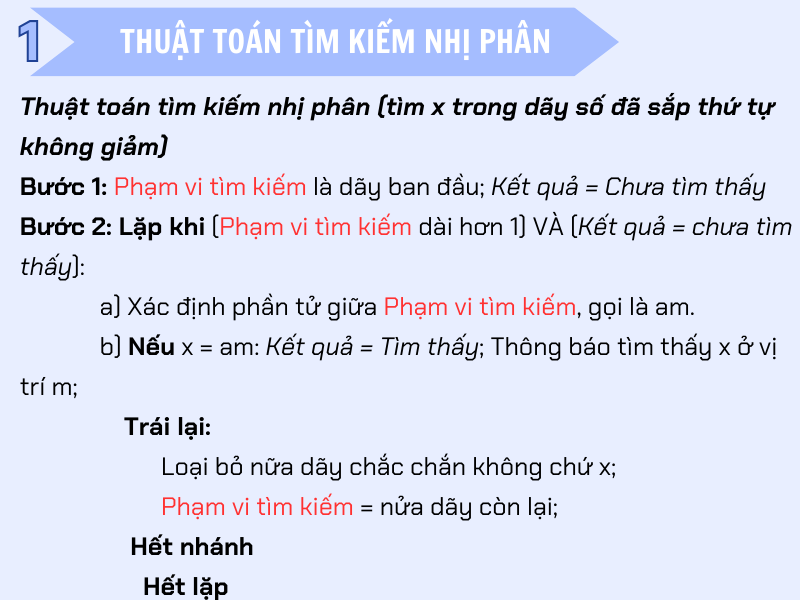 1
THUẬT TOÁN TÌM KIẾM NHỊ PHÂN
Thuật toán tìm kiếm nhị phân (tìm x trong dãy số đã sắp thứ tự
không giảm)
Bước 1: Phạm vi tìm kiếm là dãy ban đầu; Kết quả = Chưa tìm thấy
Bước 2: Lặp khi (Phạm vi tìm kiếm dài hơn 1) VÀ (Kết quả = chưa tìm
thấy):
a) Xác định phần tử giữa Phạm vi tìm kiếm, gọi là am.
b) Nếu x = am: Kết quả = Tìm thấy; Thông báo tìm thấy x ở vị
trí m;
Trái lại:
Loại bỏ nữa dãy chắc chắn không chứ x;
Phạm vi tìm kiếm = nửa dãy còn lại;
Hết nhánh
Hết lặp